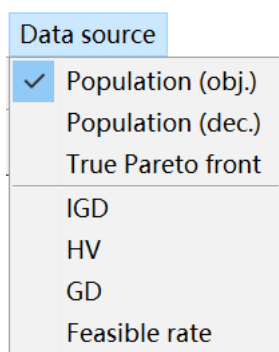 Data source
Population (obj.)
Population (dec.)
True Pareto front
IGD
HV
GD
Feasible rate